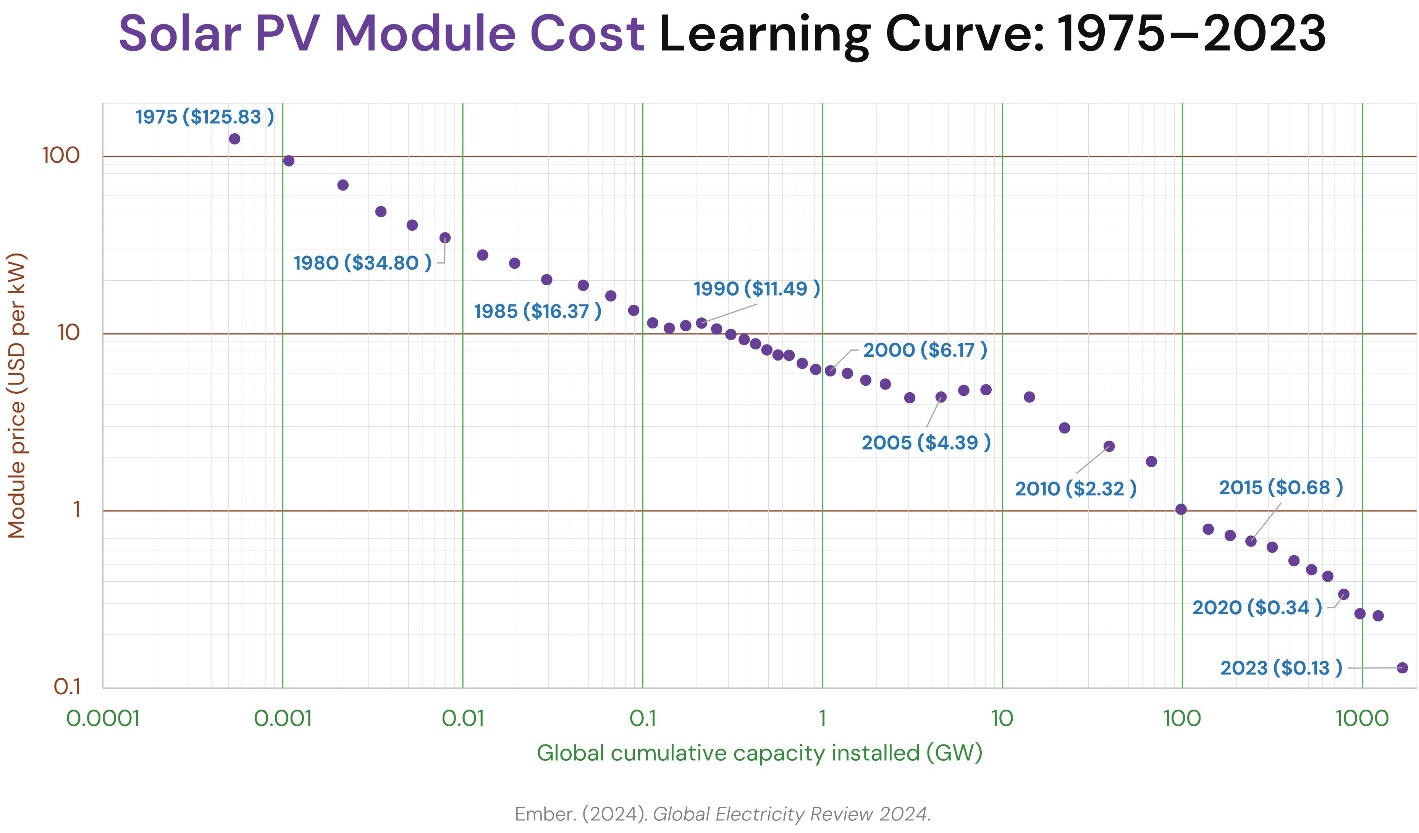 Solar PV Module Cost Learning Curve: 1975–2023
1975 ($125.83 )
100
1980 ($34.80 )
1990 ($11.49 )
1985 ($16.37 )
10
2000 ($6.17 )
2005 ($4.39 )
2010 ($2.32 )
2015 ($0.68 )
1
2020 ($0.34 )
2023 ($0.13 )
0.1
Module price (USD per kW)
0.0001 0.001 0.01 0.1 1 10 100 1000
Global cumulative capacity installed (GW)
Ember. (2024). Global Electricity Review 2024.